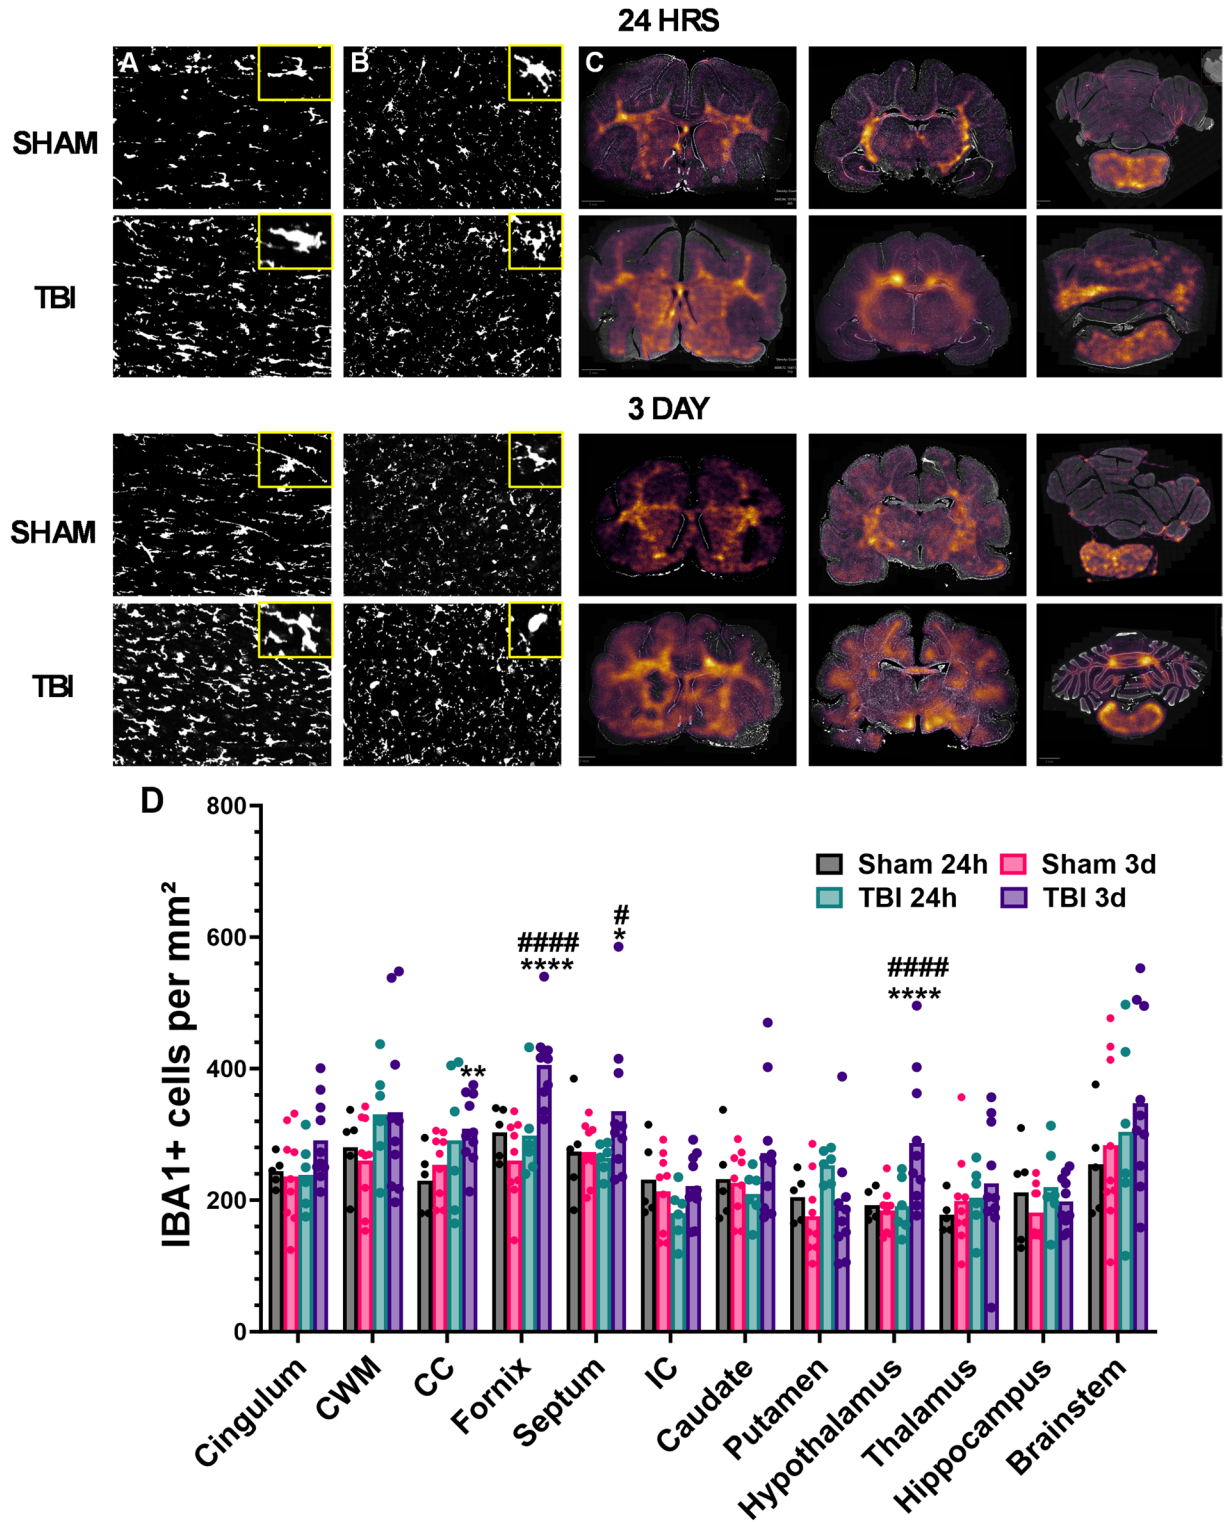 24 HRS
A
B
C
SHAM
TBI
3 DAY
SHAM
TBI
D
IBA1+ cells per mm²
800
600
400
200
0
Sham 24h
Sham 3d
TBI 24h
TBI 3d
**
####
****
#
*
####
****
Cingulum
CWM
CC
Fornix
Septum
IC
Caudate
Putamen
Hypothalamus
Thalamus
Hippocampus
Brainstem